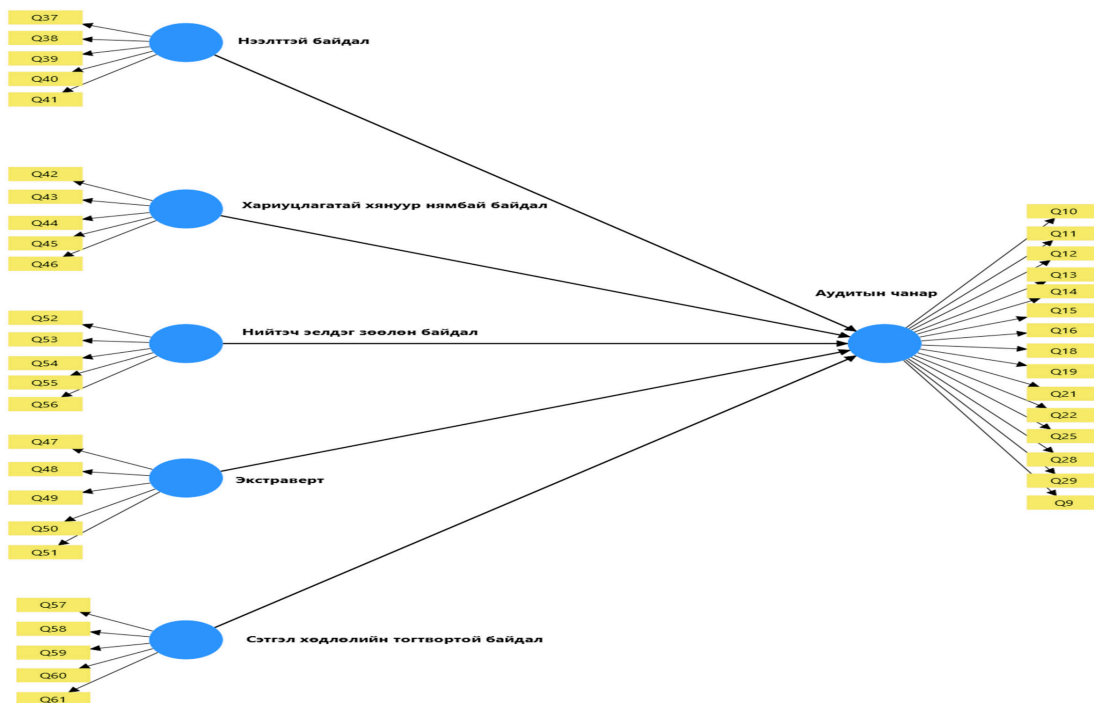 Q37
Q38
Q39
Q40
Q41
Нээлттэй байдал
Q42
Q43
Q44
Q45
Q46
Хариуцлагатай хянуур нямбай байдал
Q52
Q53
Q54
Q55
Q56
Нийтэч эелдэг зөөлөн байдал
Q47
Q48
Q49
Q50
Q51
Экстраверт
Q57
Q58
Q59
Q60
Q61
Сэтгэл хөдлөлийн тогтвортой байдал
Аудитын чанар
Q10
Q11
Q12
Q13
Q14
Q15
Q16
Q18
Q19
Q21
Q22
Q25
Q28
Q29
Q9